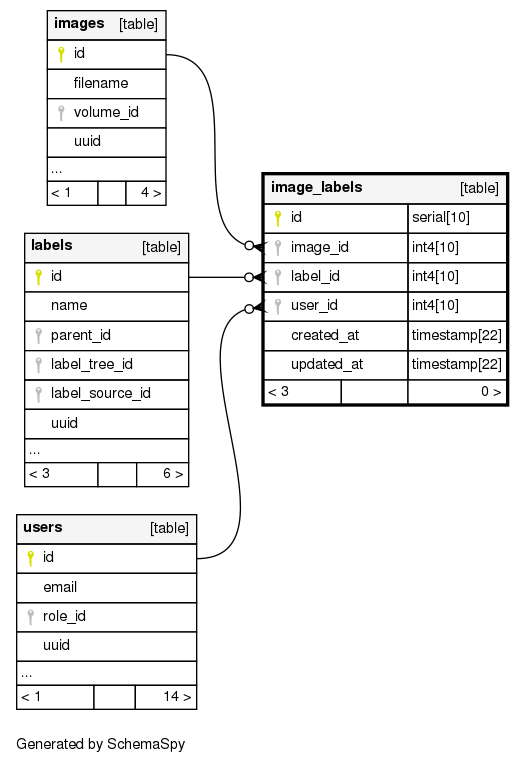 images [table]
id
filename
volume_id
uuid
...
< 1 4 >
image_labels [table]
id serial[10]
image_id int4[10]
label_id int4[10]
user_id int4[10]
created_at timestamp[22]
updated_at timestamp[22]
< 3 0 >
labels [table]
id
name
parent_id
label_tree_id
label_source_id
uuid
...
< 3 6 >
users [table]
id
email
role_id
uuid
...
< 1 14 >
Generated by SchemaSpy